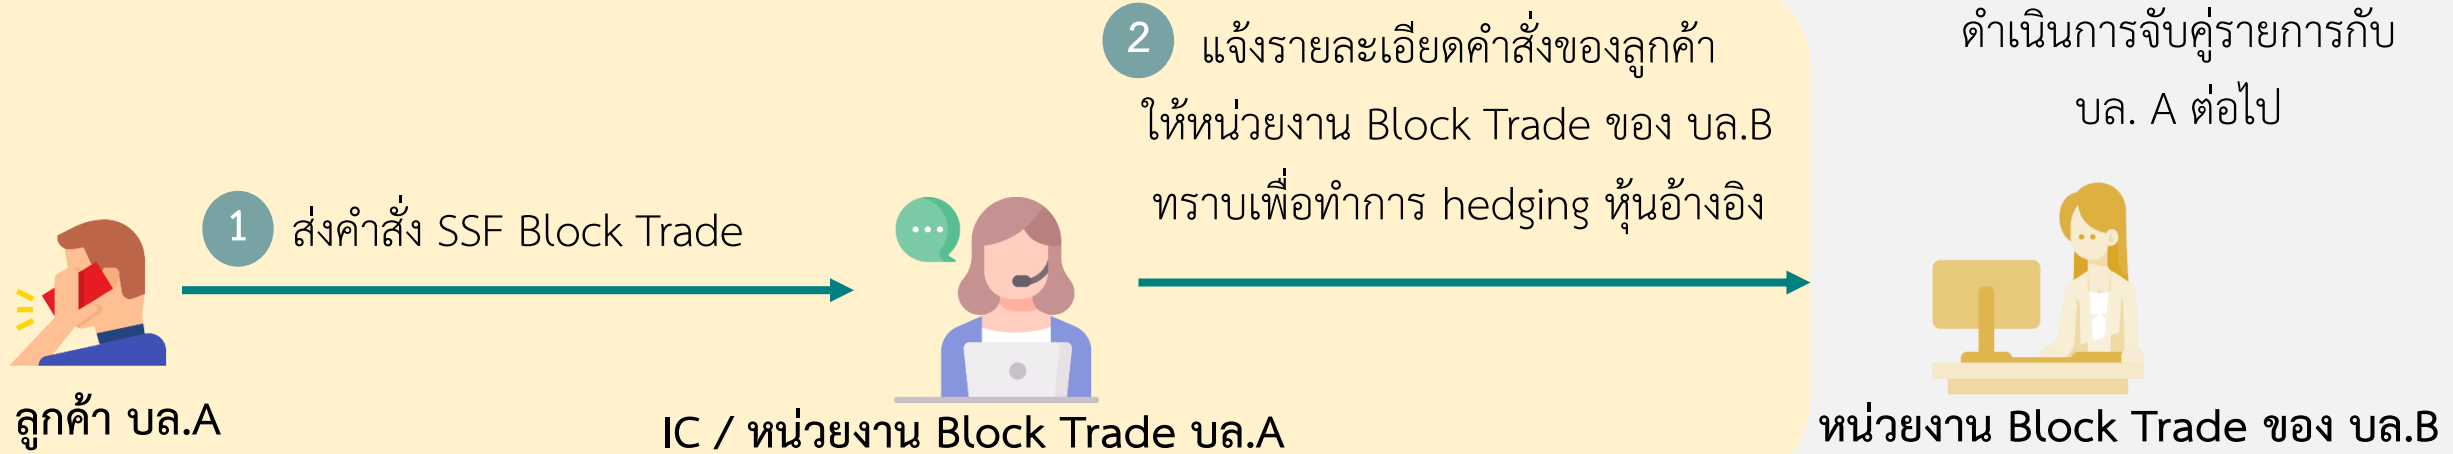 1
ส่งคำสั่ง SSF Block Trade
2
แจ้งรายละเอียดคำสั่งของลูกค้า
ให้หน่วยงาน Block Trade ของ บล.B
ทราบเพื่อทำการ hedging หุ้นอ้างอิง
ดำเนินการจับคู่รายการกับ
บล. A ต่อไป
ลูกค้า บล.A
IC / หน่วยงาน Block Trade บล.A
หน่วยงาน Block Trade ของ บล.B